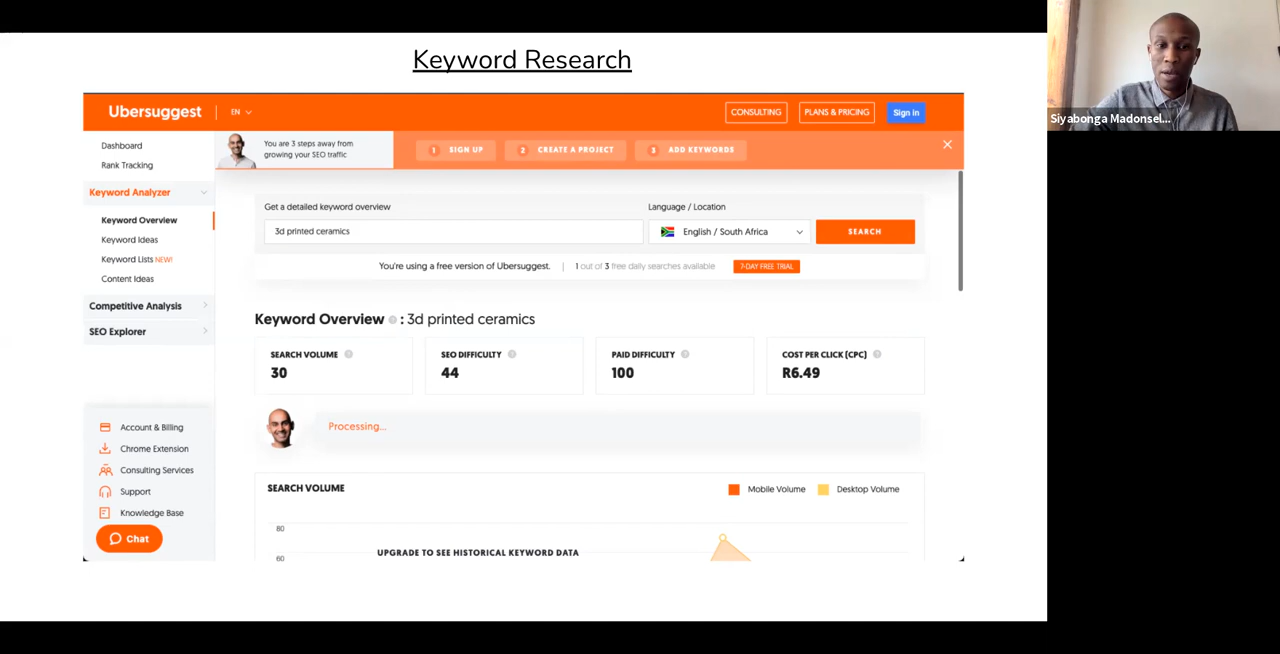 Keyword Research
Siyabonga Madonsel...
Ubersuggest
EN
CONSULTING
PLANS & PRICING
Sign in
Dashboard
Rank Tracking
Keyword Analyzer
Keyword Overview
Keyword Ideas
Keyword Lists NEW!
Content Ideas
Competitive Analysis
SEO Explorer
Account & Billing
Chrome Extension
Consulting Services
Support
Knowledge Base
Chat
You are 3 steps away from
growing your SEO traffic
1 SIGN UP
2 CREATE A PROJECT
3 ADD KEYWORDS
Get a detailed keyword overview
Language / Location
3d printed ceramics
English / South Africa
SEARCH
You're using a free version of Ubersuggest. | 1 out of 3 free daily searches available
7-DAY FREE TRIAL
Keyword Overview : 3d printed ceramics
SEARCH VOLUME
30
SEO DIFFICULTY
44
PAID DIFFICULTY
100
COST PER CLICK (CPC)
R6.49
Processing...
SEARCH VOLUME
Mobile Volume
Desktop Volume
80
60
UPGRADE TO SEE HISTORICAL KEYWORD DATA